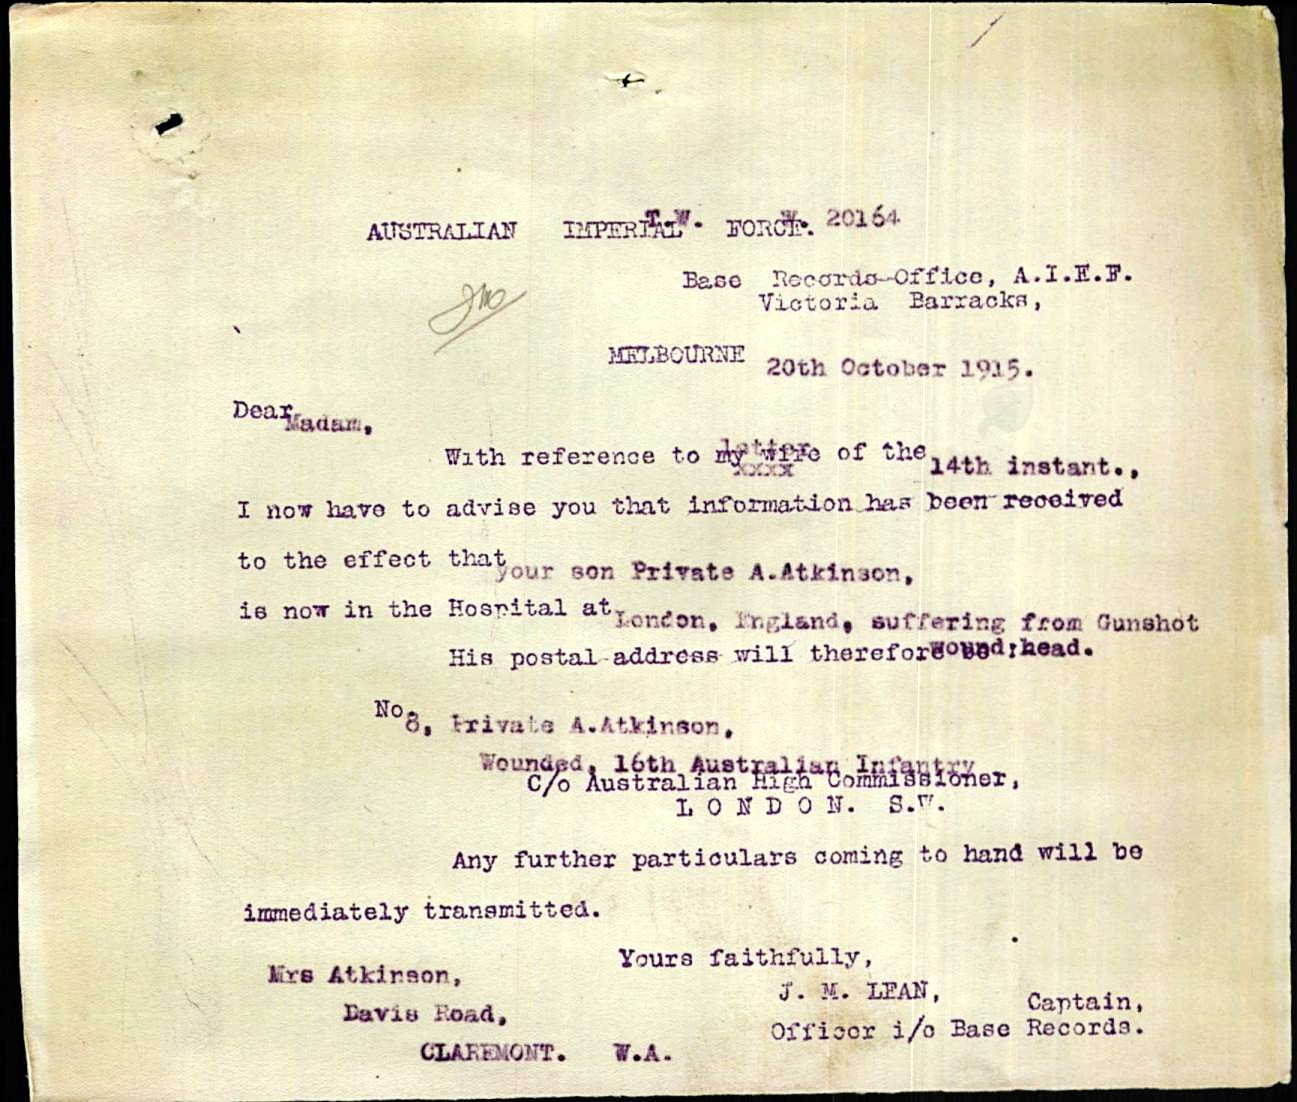 AUSTRALIAN IMPERIAL FORCE.
T.W. W. 20164
Base Records Office, A.I.E.F.
Victoria Barracks,
MELBOURNE 20th October 1915.
Dear Madam,
With reference to my wire letter of the 14th instant.,
xxxx
I now have to advise you that information has been received
to the effect that your son Private A.Atkinson,
is now in the Hospital at London, England, suffering from Gunshot
wound;head.
His postal address will therefore be :
No 8, Private A.Atkinson,
Wounded, 16th Australian Infantry
C/o Australian High Commissioner,
L O N D O N. S.W.
Any further particulars coming to hand will be
immediately transmitted.
Yours faithfully,
J. M. LEAN, Captain,
Officer i/c Base Records.
Mrs Atkinson,
Davis Road,
CLAREMONT. W.A.